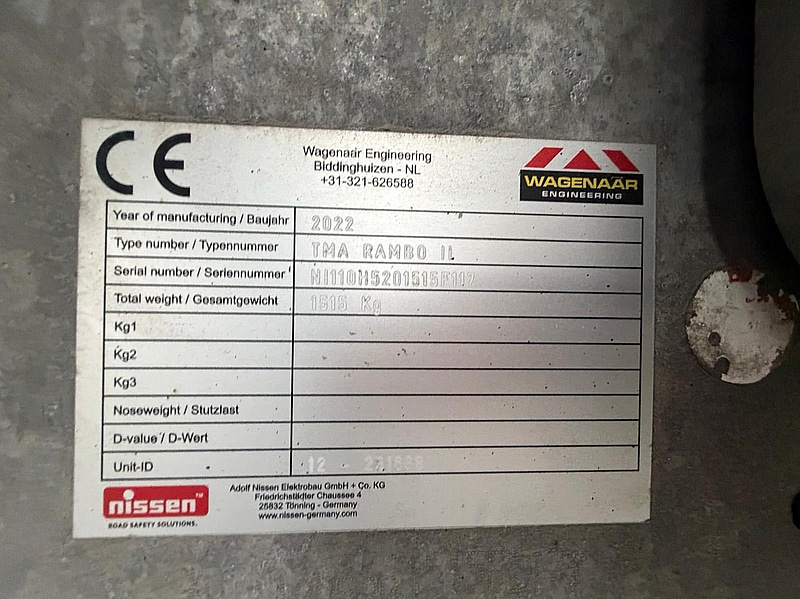 CE
Wagenaar Engineering
Biddinghuizen - NL
+31-321-626588
WAGENAAR
ENGINEERING
Year of manufacturing / Baujahr 2022
Type number / Typennummer TMA RAMBO II
Serial number / Seriennummer
Total weight / Gesamtgewicht 1515 Kg
Kg1
Kg2
Kg3
Noseweight / Stutzlast
D-value / D-Wert
Unit-ID 12 -
nissen™
ROAD SAFETY SOLUTIONS.
Adolf Nissen Elektrobau GmbH + Co. KG
Friedrichstädter Chaussee 4
25832 Tönning - Germany
www.nissen-germany.com